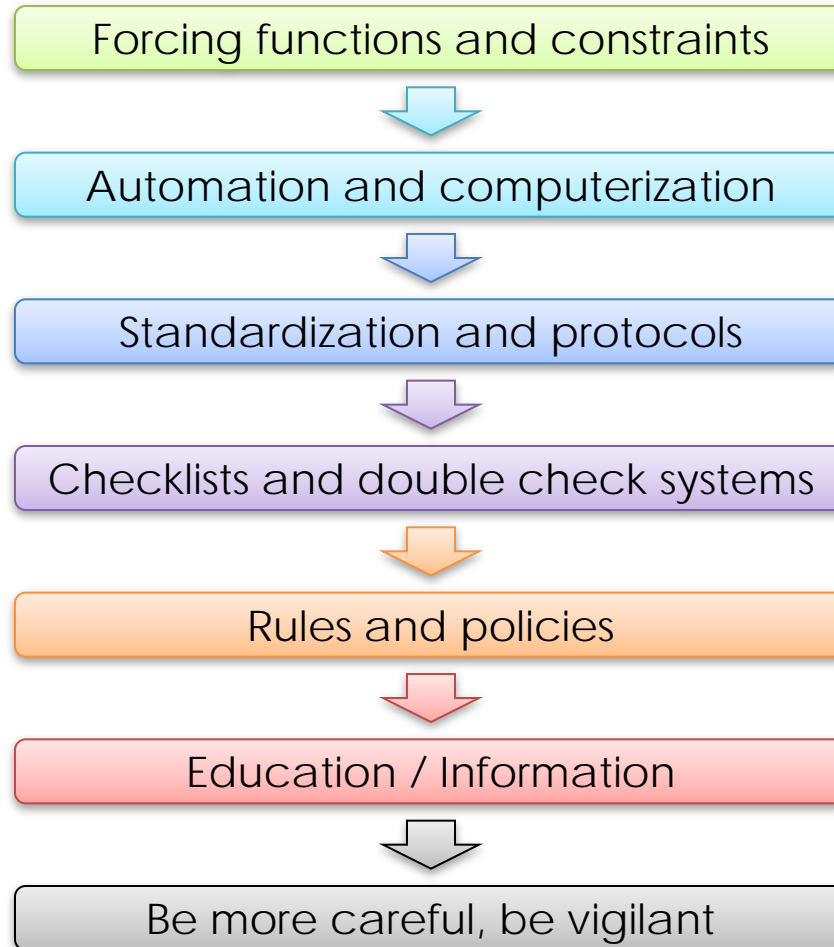 Forcing functions and constraints
Automation and computerization
Standardization and protocols
Checklists and double check systems
Rules and policies
Education / Information
Be more careful, be vigilant